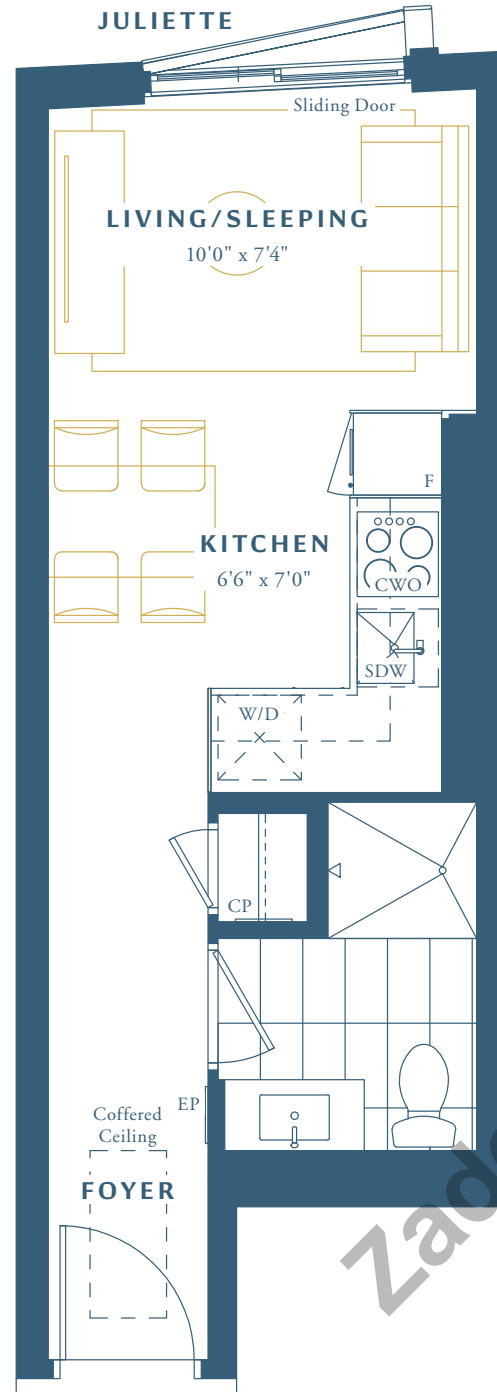 JULIETTE
Sliding Door
LIVING/SLEEPING
10'0" x 7'4"
F
KITCHEN
6'6" x 7'0"
CWO
SDW
W/D
CP
EP
Coffered
Ceiling
FOYER